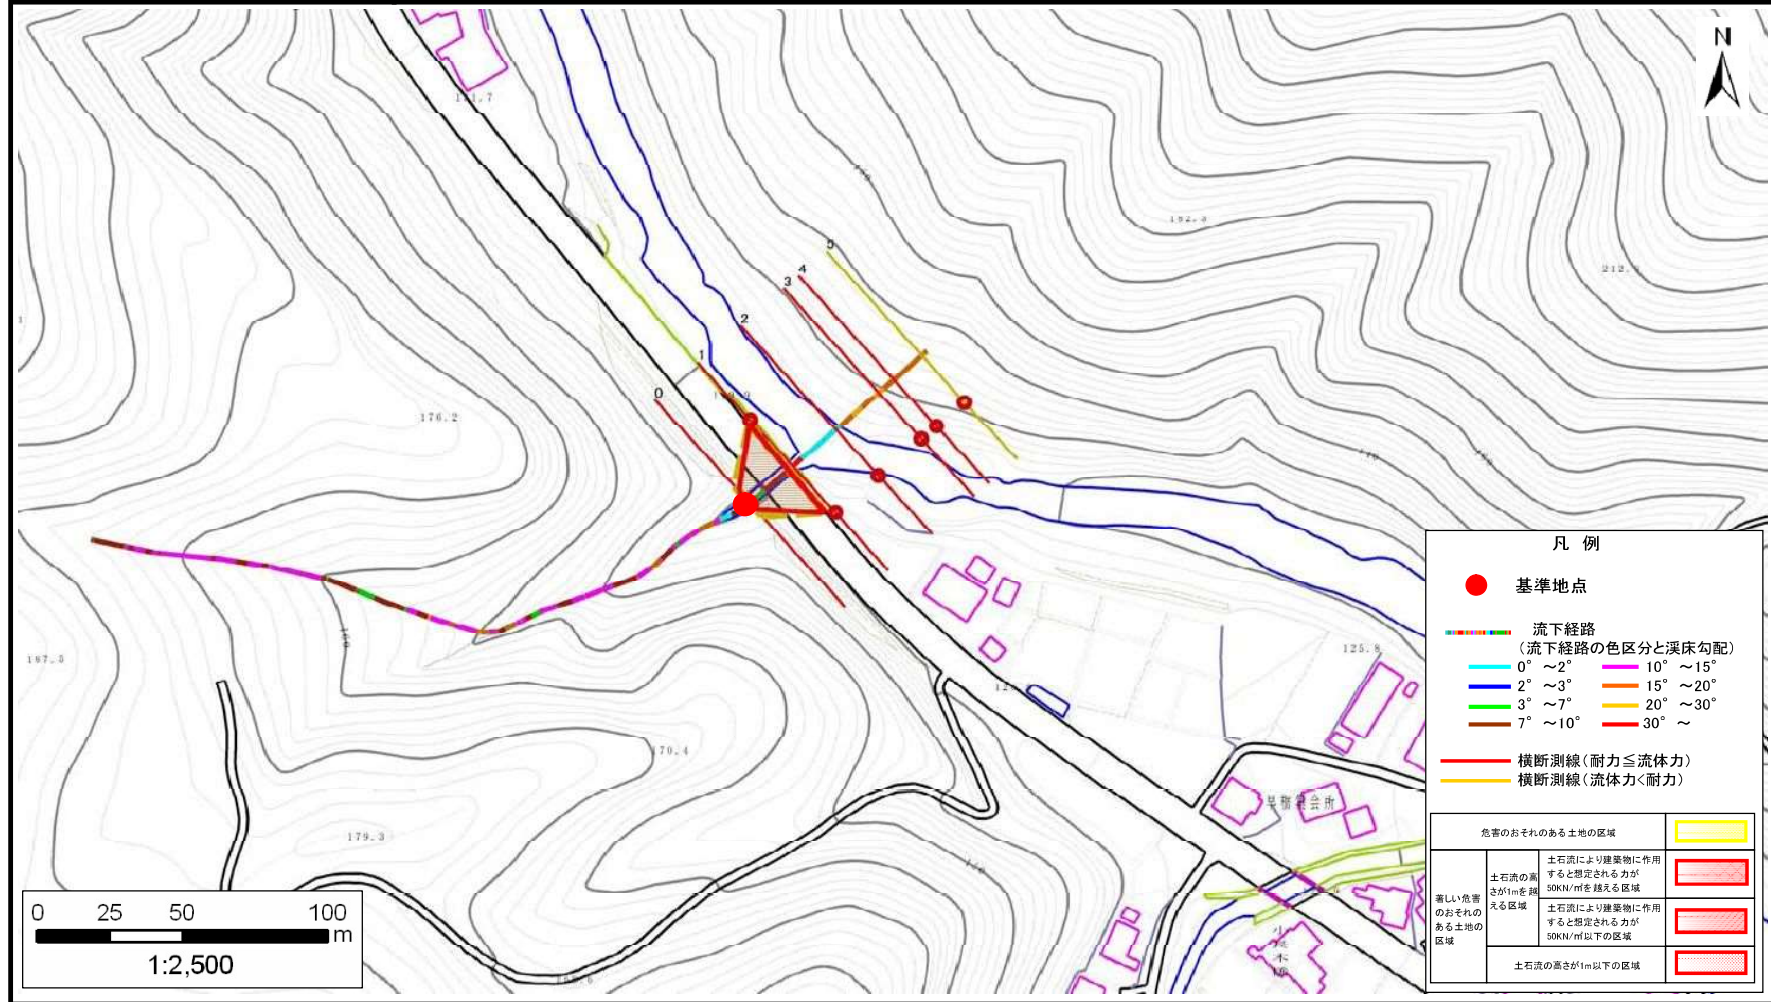 N
171.7
192.8
5
4
3
2
1
0
176.2
187.5
160
170.4
179.3
125.8
0 25 50 100
m
1:2,500
凡 例
基準地点
流下経路
(流下経路の色区分と渓床勾配)
0° ～2° 10° ～15°
2° ～3° 15° ～20°
3° ～7° 20° ～30°
7° ～10° 30° ～
横断測線(耐力≦流体力)
横断測線(流体力<耐力)
危害のおそれのある土地の区域
著しい危害
のおそれの
ある土地の
区域
土石流の高
さが1mを越
える区域
土石流により建築物に作用
すると想定される力が
50KN/㎡を越える区域
土石流により建築物に作用
すると想定される力が
50KN/㎡以下の区域
土石流の高さが1m以下の区域